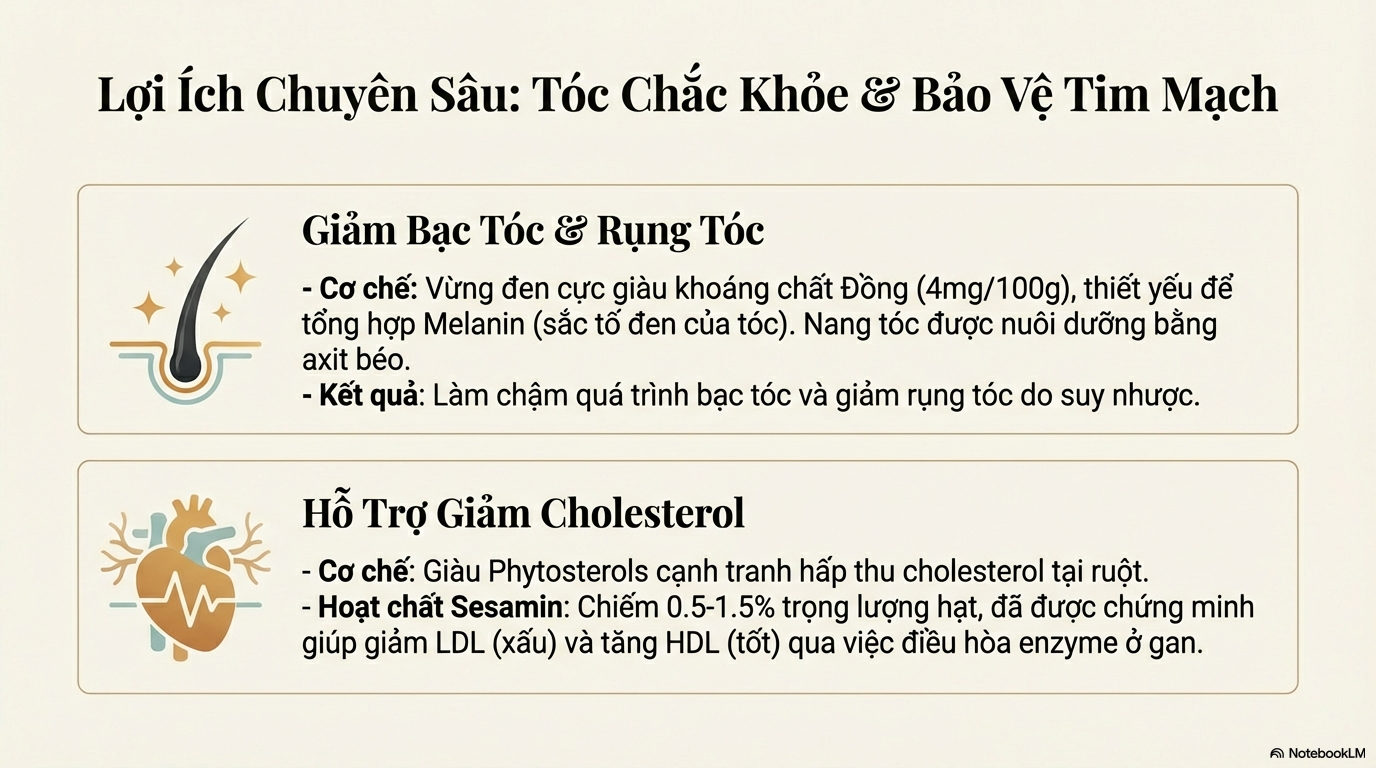 Lợi Ích Chuyên Sâu: Tóc Chắc Khỏe & Bảo Vệ Tim Mạch
Giảm Bạc Tóc & Rụng Tóc
- Cơ chế: Vừng đen cực giàu khoáng chất Đồng (4mg/100g), thiết yếu để
tổng hợp Melanin (sắc tố đen của tóc). Nang tóc được nuôi dưỡng bằng
axit béo.
- Kết quả: Làm chậm quá trình bạc tóc và giảm rụng tóc do suy nhược.
Hỗ Trợ Giảm Cholesterol
- Cơ chế: Giàu Phytosterols cạnh tranh hấp thu cholesterol tại ruột.
- Hoạt chất Sesamin: Chiếm 0.5-1.5% trọng lượng hạt, đã được chứng minh
giúp giảm LDL (xấu) và tăng HDL (tốt) qua việc điều hòa enzyme ở gan.
NotebookLM